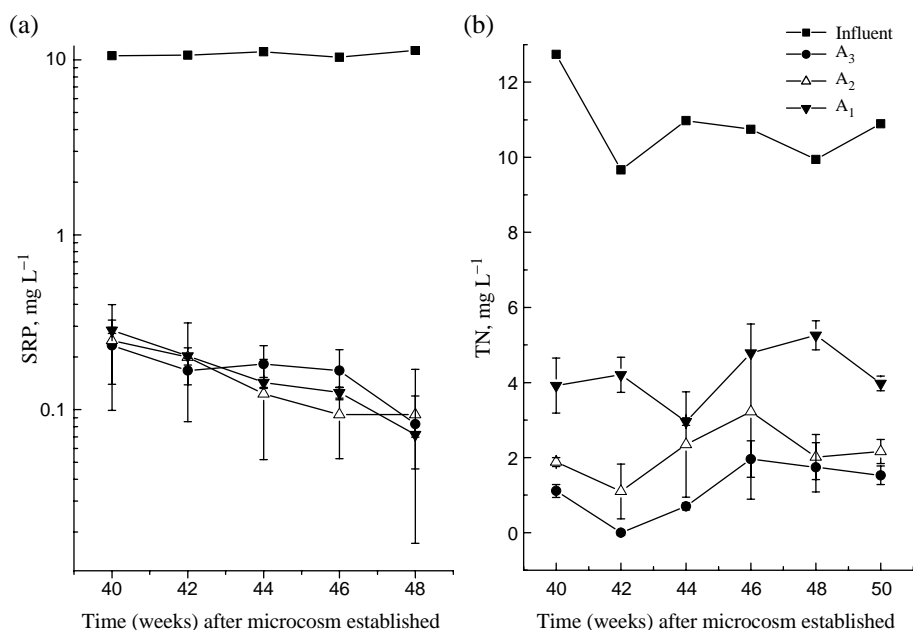 (a)
10
1
0.1
SRP, mg L⁻¹
40 42 44 46 48
Time (weeks) after microcosm established
(b)
Influent
A₃
A₂
A₁
12
10
8
6
4
2
0
TN, mg L⁻¹
40 42 44 46 48 50
Time (weeks) after microcosm established